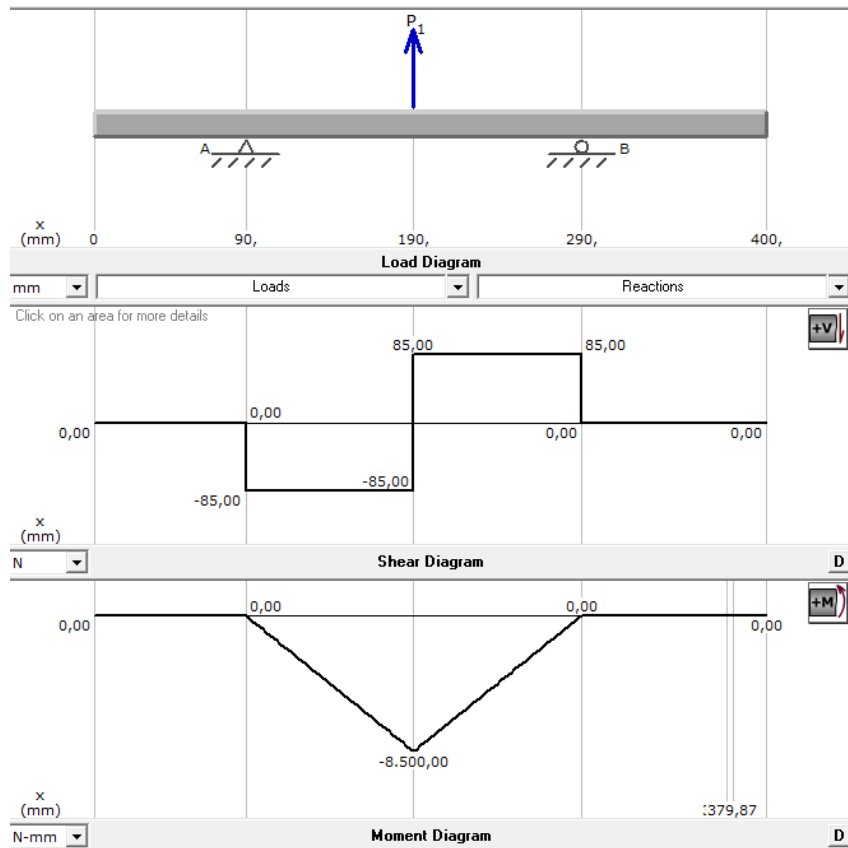 P1
A
B
x
(mm) 0 90, 190, 290, 400,
Load Diagram
mm Loads Reactions
Click on an area for more details
+V
85,00 85,00
0,00
0,00 0,00 0,00
-85,00
-85,00
x
(mm)
N Shear Diagram D
+M
0,00 0,00
0,00 0,00
-8.500,00
x
(mm)
:379,87
N-mm Moment Diagram D